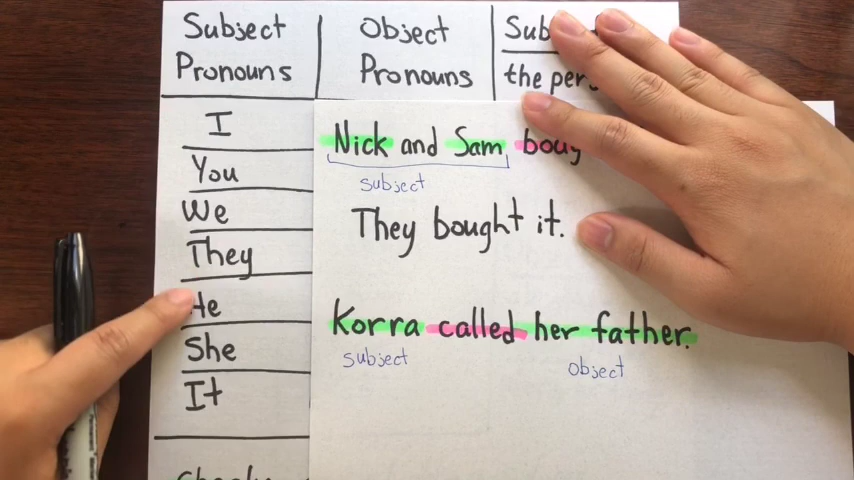 Subject Pronouns
Object Pronouns
Sub
the per
I
You
We
They
He
She
It
Nick and Sam boug
subject
They bought it.
Korra called her father.
subject
object